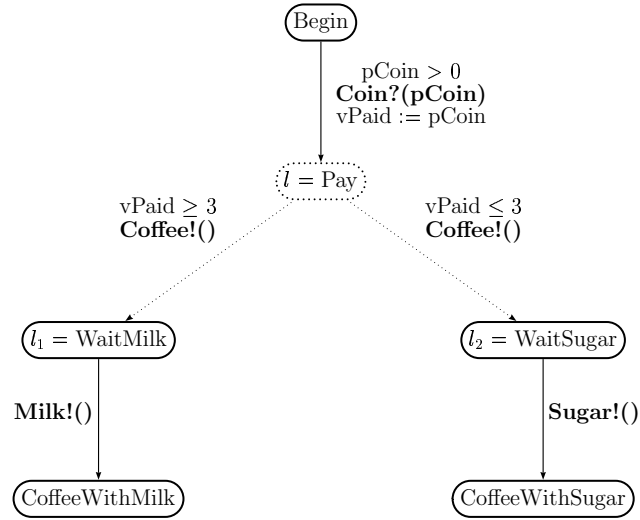 Begin
pCoin > 0
Coin?(pCoin)
vPaid := pCoin
l = Pay
vPaid ≥ 3
Coffee!()
vPaid ≤ 3
Coffee!()
l₁ = WaitMilk
l₂ = WaitSugar
Milk!()
Sugar!()
CoffeeWithMilk
CoffeeWithSugar